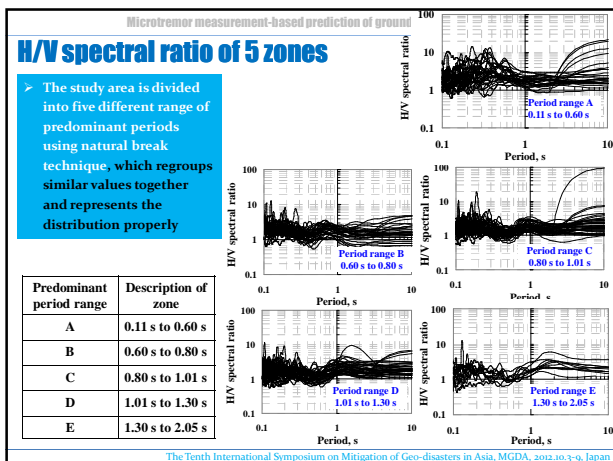 Microtremor measurement-based prediction of ground
H/V spectral ratio of 5 zones
➢ The study area is divided
into five different range of
predominant periods
using natural break
technique, which regroups
similar values together
and represents the
distribution properly
Predominant period range
Description of zone
A
0.11 s to 0.60 s
B
0.60 s to 0.80 s
C
0.80 s to 1.01 s
D
1.01 s to 1.30 s
E
1.30 s to 2.05 s
H/V spectral ratio
100
10
1
0.1
0.1
1
10
Period, s
Period range A
0.11 s to 0.60 s
H/V spectral ratio
100
10
1
0.1
0.1
1
10
Period, s
Period range B
0.60 s to 0.80 s
H/V spectral ratio
100
10
1
0.1
0.1
1
10
Period, s
Period range C
0.80 s to 1.01 s
H/V spectral ratio
100
10
1
0.1
0.1
1
10
Period, s
Period range D
1.01 s to 1.30 s
H/V spectral ratio
100
10
1
0.1
0.1
1
10
Period, s
Period range E
1.30 s to 2.05 s
The Tenth International Symposium on Mitigation of Geo-disasters in Asia, MGDA, 2012.10.3-9, Japan